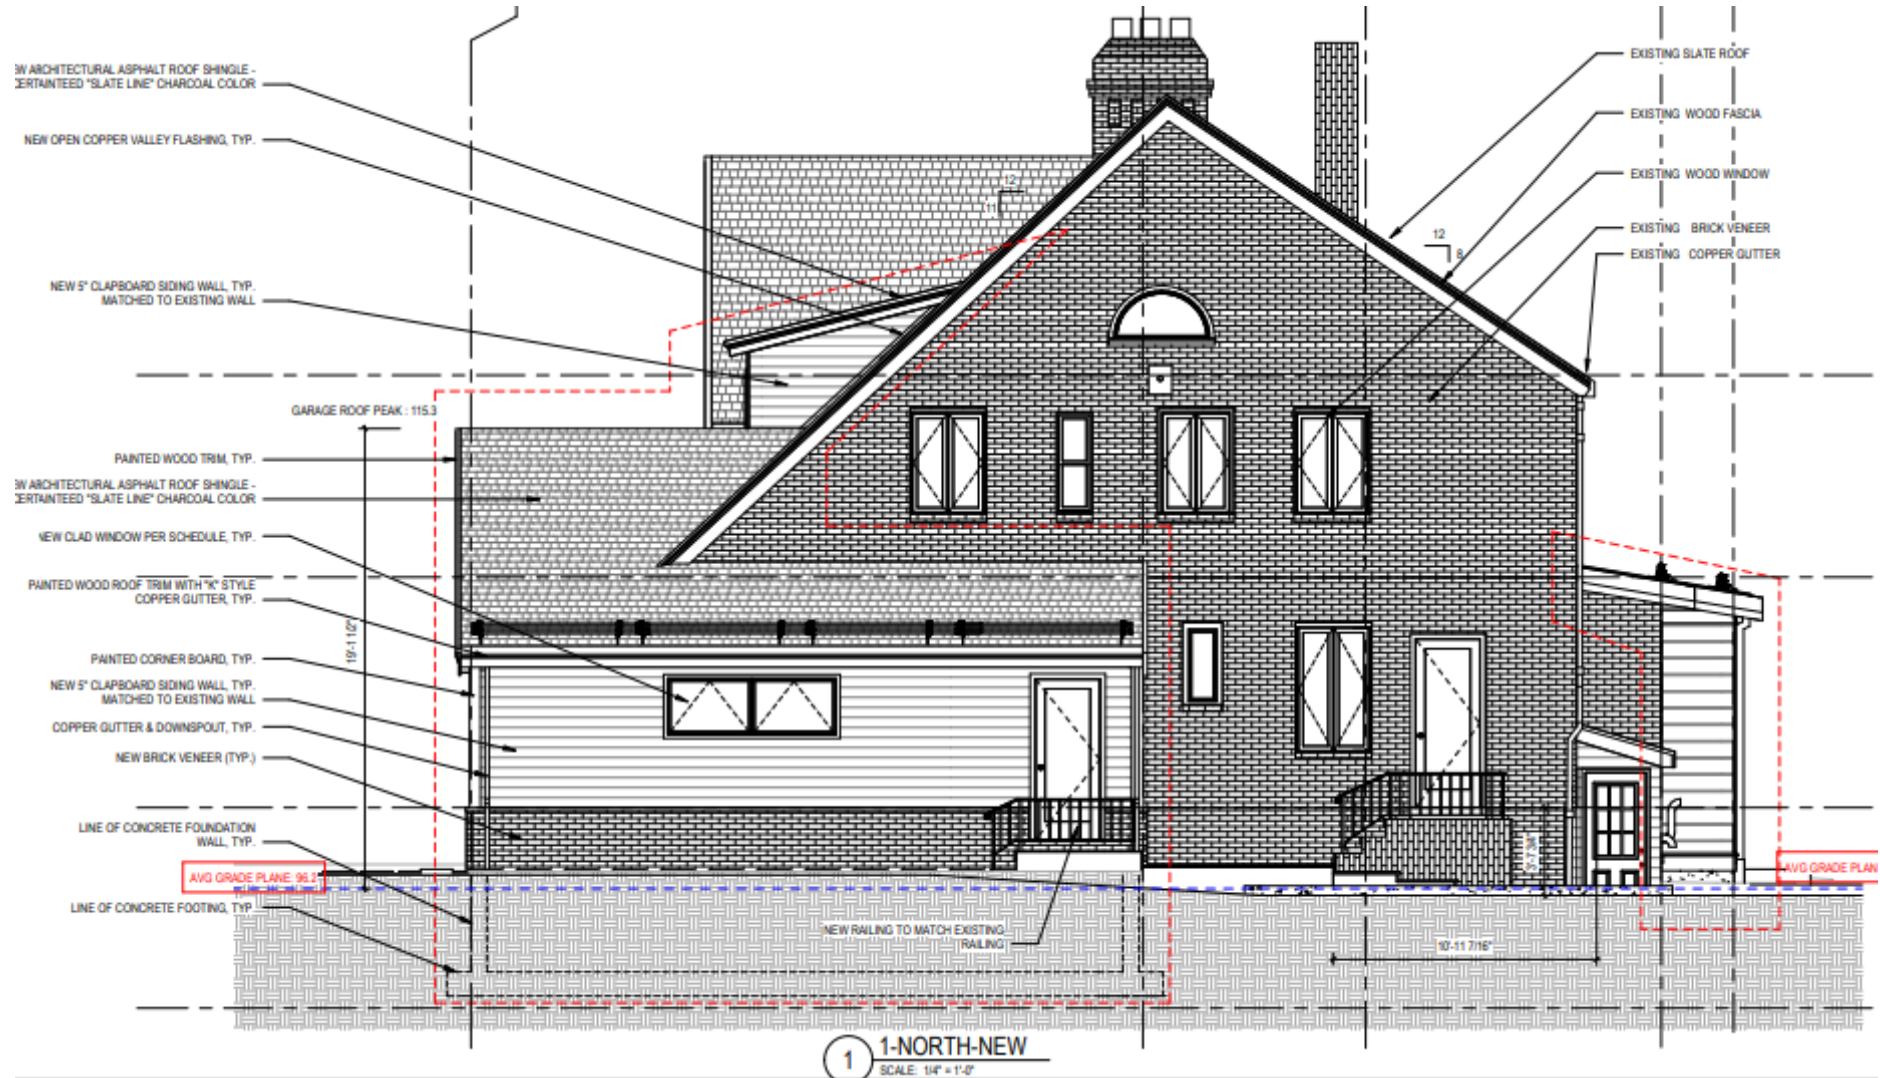 EW ARCHITECTURAL ASPHALT ROOF SHINGLE -
CERTAINTEED "SLATE LINE" CHARCOAL COLOR
NEW OPEN COPPER VALLEY FLASHING, TYP.
NEW 5" CLAPBOARD SIDING WALL, TYP.
MATCHED TO EXISTING WALL
GARAGE ROOF PEAK : 115.3
PAINTED WOOD TRIM, TYP.
EW ARCHITECTURAL ASPHALT ROOF SHINGLE -
CERTAINTEED "SLATE LINE" CHARCOAL COLOR
NEW CLAD WINDOW PER SCHEDULE, TYP.
PAINTED WOOD ROOF TRIM WITH "K" STYLE
COPPER GUTTER, TYP.
19'-1 1/2"
PAINTED CORNER BOARD, TYP.
NEW 5" CLAPBOARD SIDING WALL, TYP.
MATCHED TO EXISTING WALL
COPPER GUTTER & DOWNSPOUT, TYP.
NEW BRICK VENEER (TYP.)
LINE OF CONCRETE FOUNDATION
WALL, TYP.
AVG GRADE PLANE: 96.2
LINE OF CONCRETE FOOTING, TYP.
12
11
12
8
EXISTING SLATE ROOF
EXISTING WOOD FASCIA
EXISTING WOOD WINDOW
EXISTING BRICK VENEER
EXISTING COPPER GUTTER
3'-7 3/4"
AVG GRADE PLANE
NEW RAILING TO MATCH EXISTING
RAILING
10'-11 7/16"
1
1-NORTH-NEW
SCALE: 1/4" = 1'-0"